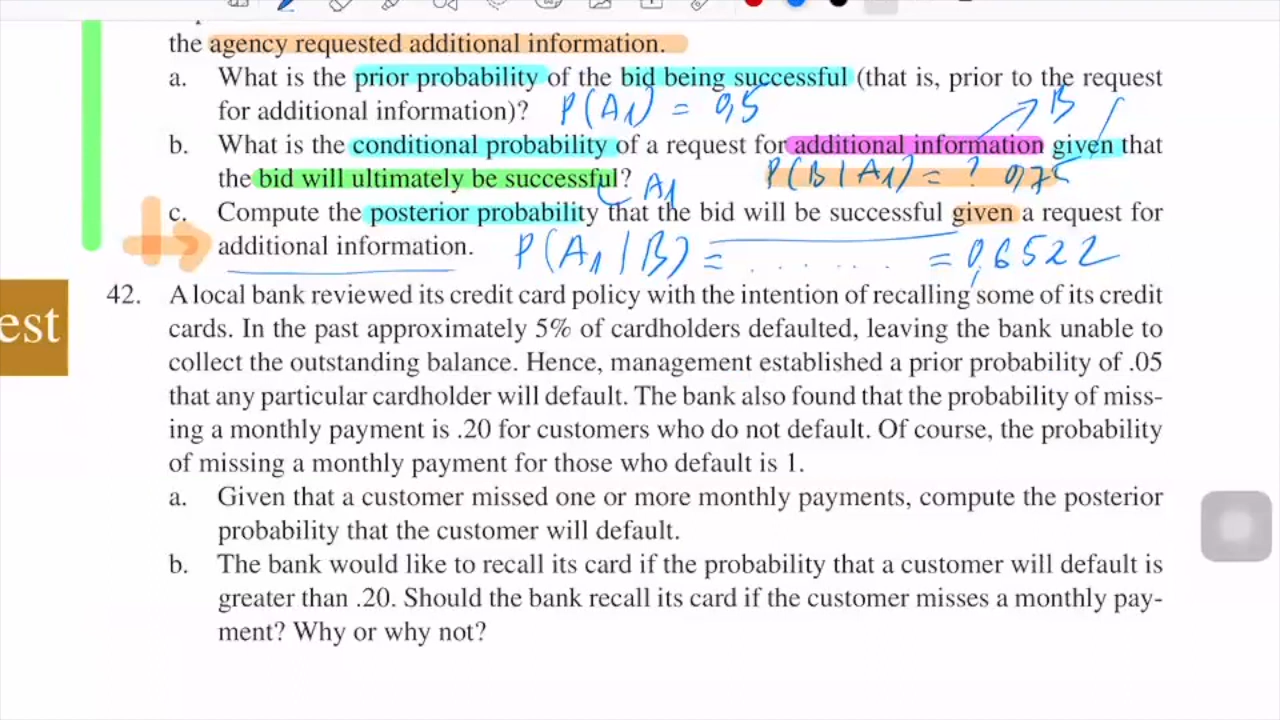 the agency requested additional information.
a. What is the prior probability of the bid being successful (that is, prior to the request
for additional information)? P(A1) = 0,5 → B
b. What is the conditional probability of a request for additional information given that
the bid will ultimately be successful? A1 P(B|A1) = ? 0,75
c. Compute the posterior probability that the bid will be successful given a request for
additional information. P(A1|B) = ........ = 0,6522
42. A local bank reviewed its credit card policy with the intention of recalling some of its credit
est
cards. In the past approximately 5% of cardholders defaulted, leaving the bank unable to
collect the outstanding balance. Hence, management established a prior probability of .05
that any particular cardholder will default. The bank also found that the probability of miss-
ing a monthly payment is .20 for customers who do not default. Of course, the probability
of missing a monthly payment for those who default is 1.
a. Given that a customer missed one or more monthly payments, compute the posterior
probability that the customer will default.
b. The bank would like to recall its card if the probability that a customer will default is
greater than .20. Should the bank recall its card if the customer misses a monthly pay-
ment? Why or why not?